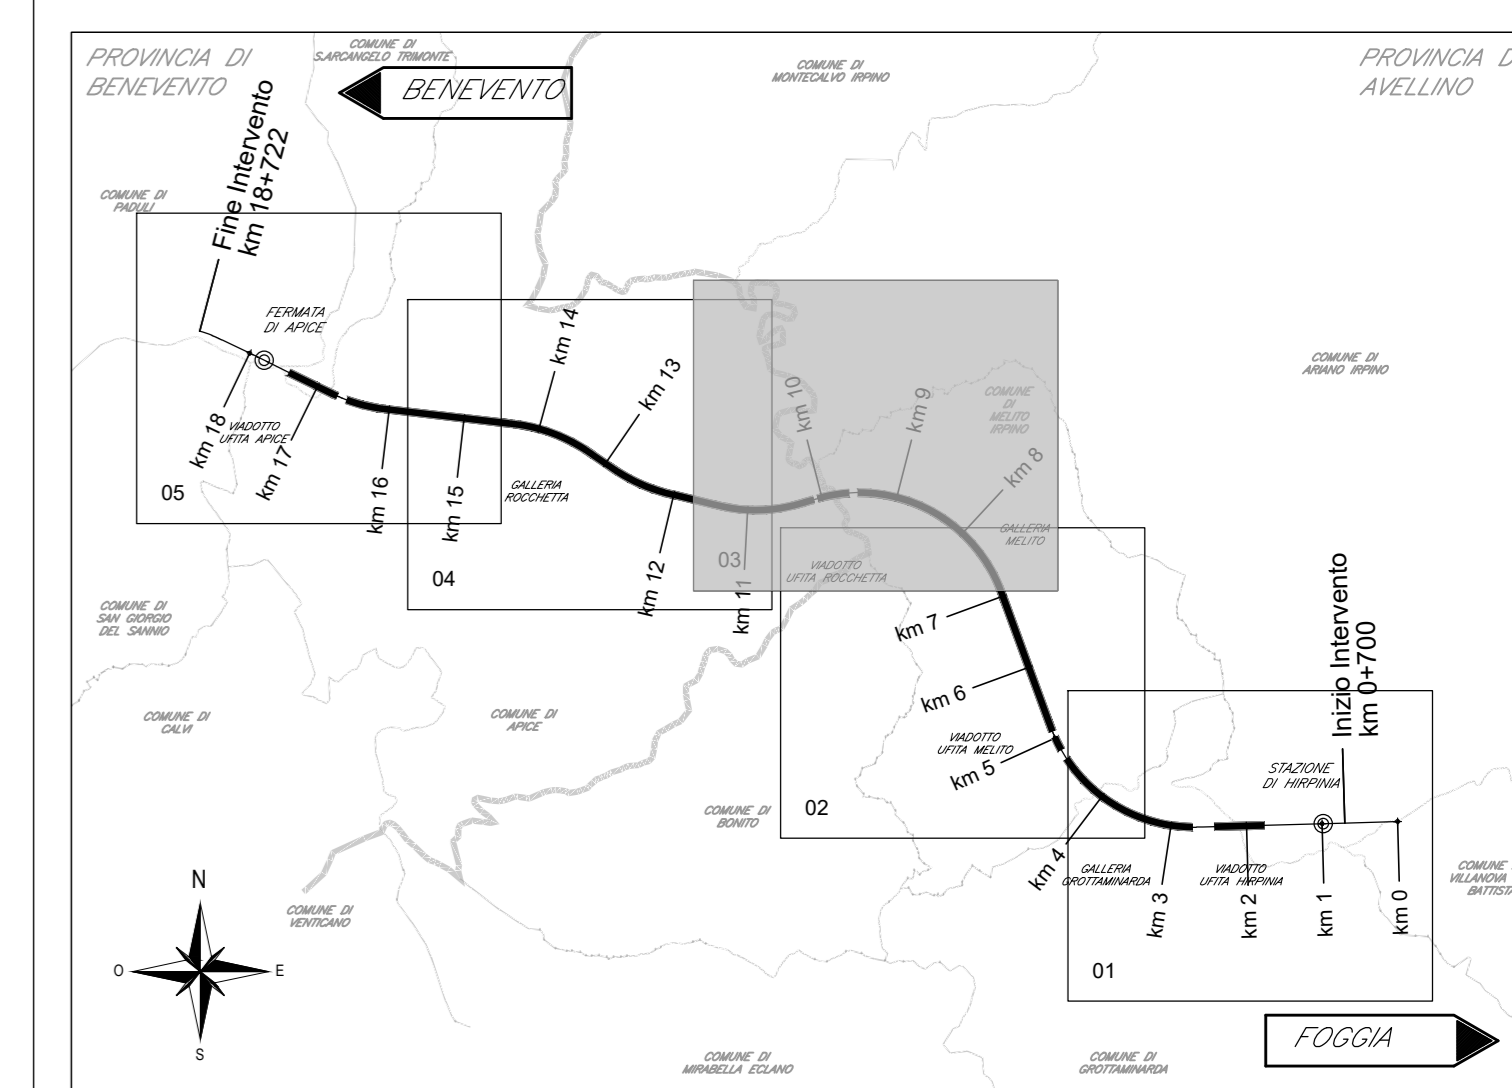 PROVINCIA DI
BENEVENTO
COMUNE DI
S.ARCANGELO TRIMONTE
BENEVENTO
COMUNE DI
MONTECALVO IRPINO
PROVINCIA
AVELLINO
Fine Intervento
km 18+722
COMUNE DI
PADULI
FERMATA
DI APICE
km 14
km 13
km 10
km 9
COMUNE
DI
MELITO
IRPINO
COMUNE DI
ARIANO IRPINO
km 18
VIADOTTO
UFITA APICE
km 17
km 16
km 15
GALLERIA
ROCCHETTA
km 8
05
GALLERIA
MELITO
03
04
km 12
km 11
VIADOTTO
UFITA ROCCHETTA
COMUNE DI
SAN GIORGIO
DEL SANNIO
km 7
Inizio Intervento
km 0+700
km 6
COMUNE DI
CALVI
COMUNE DI
APICE
VIADOTTO
UFITA MELITO
km 5
STAZIONE
DI HIRPINIA
COMUNE DI
BONITO
02
km 4
GALLERIA
GROTTAMINARDA
VIADOTTO
UFITA HIRPINIA
COMUNE
VILLANOVA
km 3
km 2
km 1
km 0
COMUNE DI
VENTICANO
N
O
E
S
01
FOGGIA
COMUNE DI
MIRABELLA ECLANO
COMUNE DI
GROTTAMINARDA